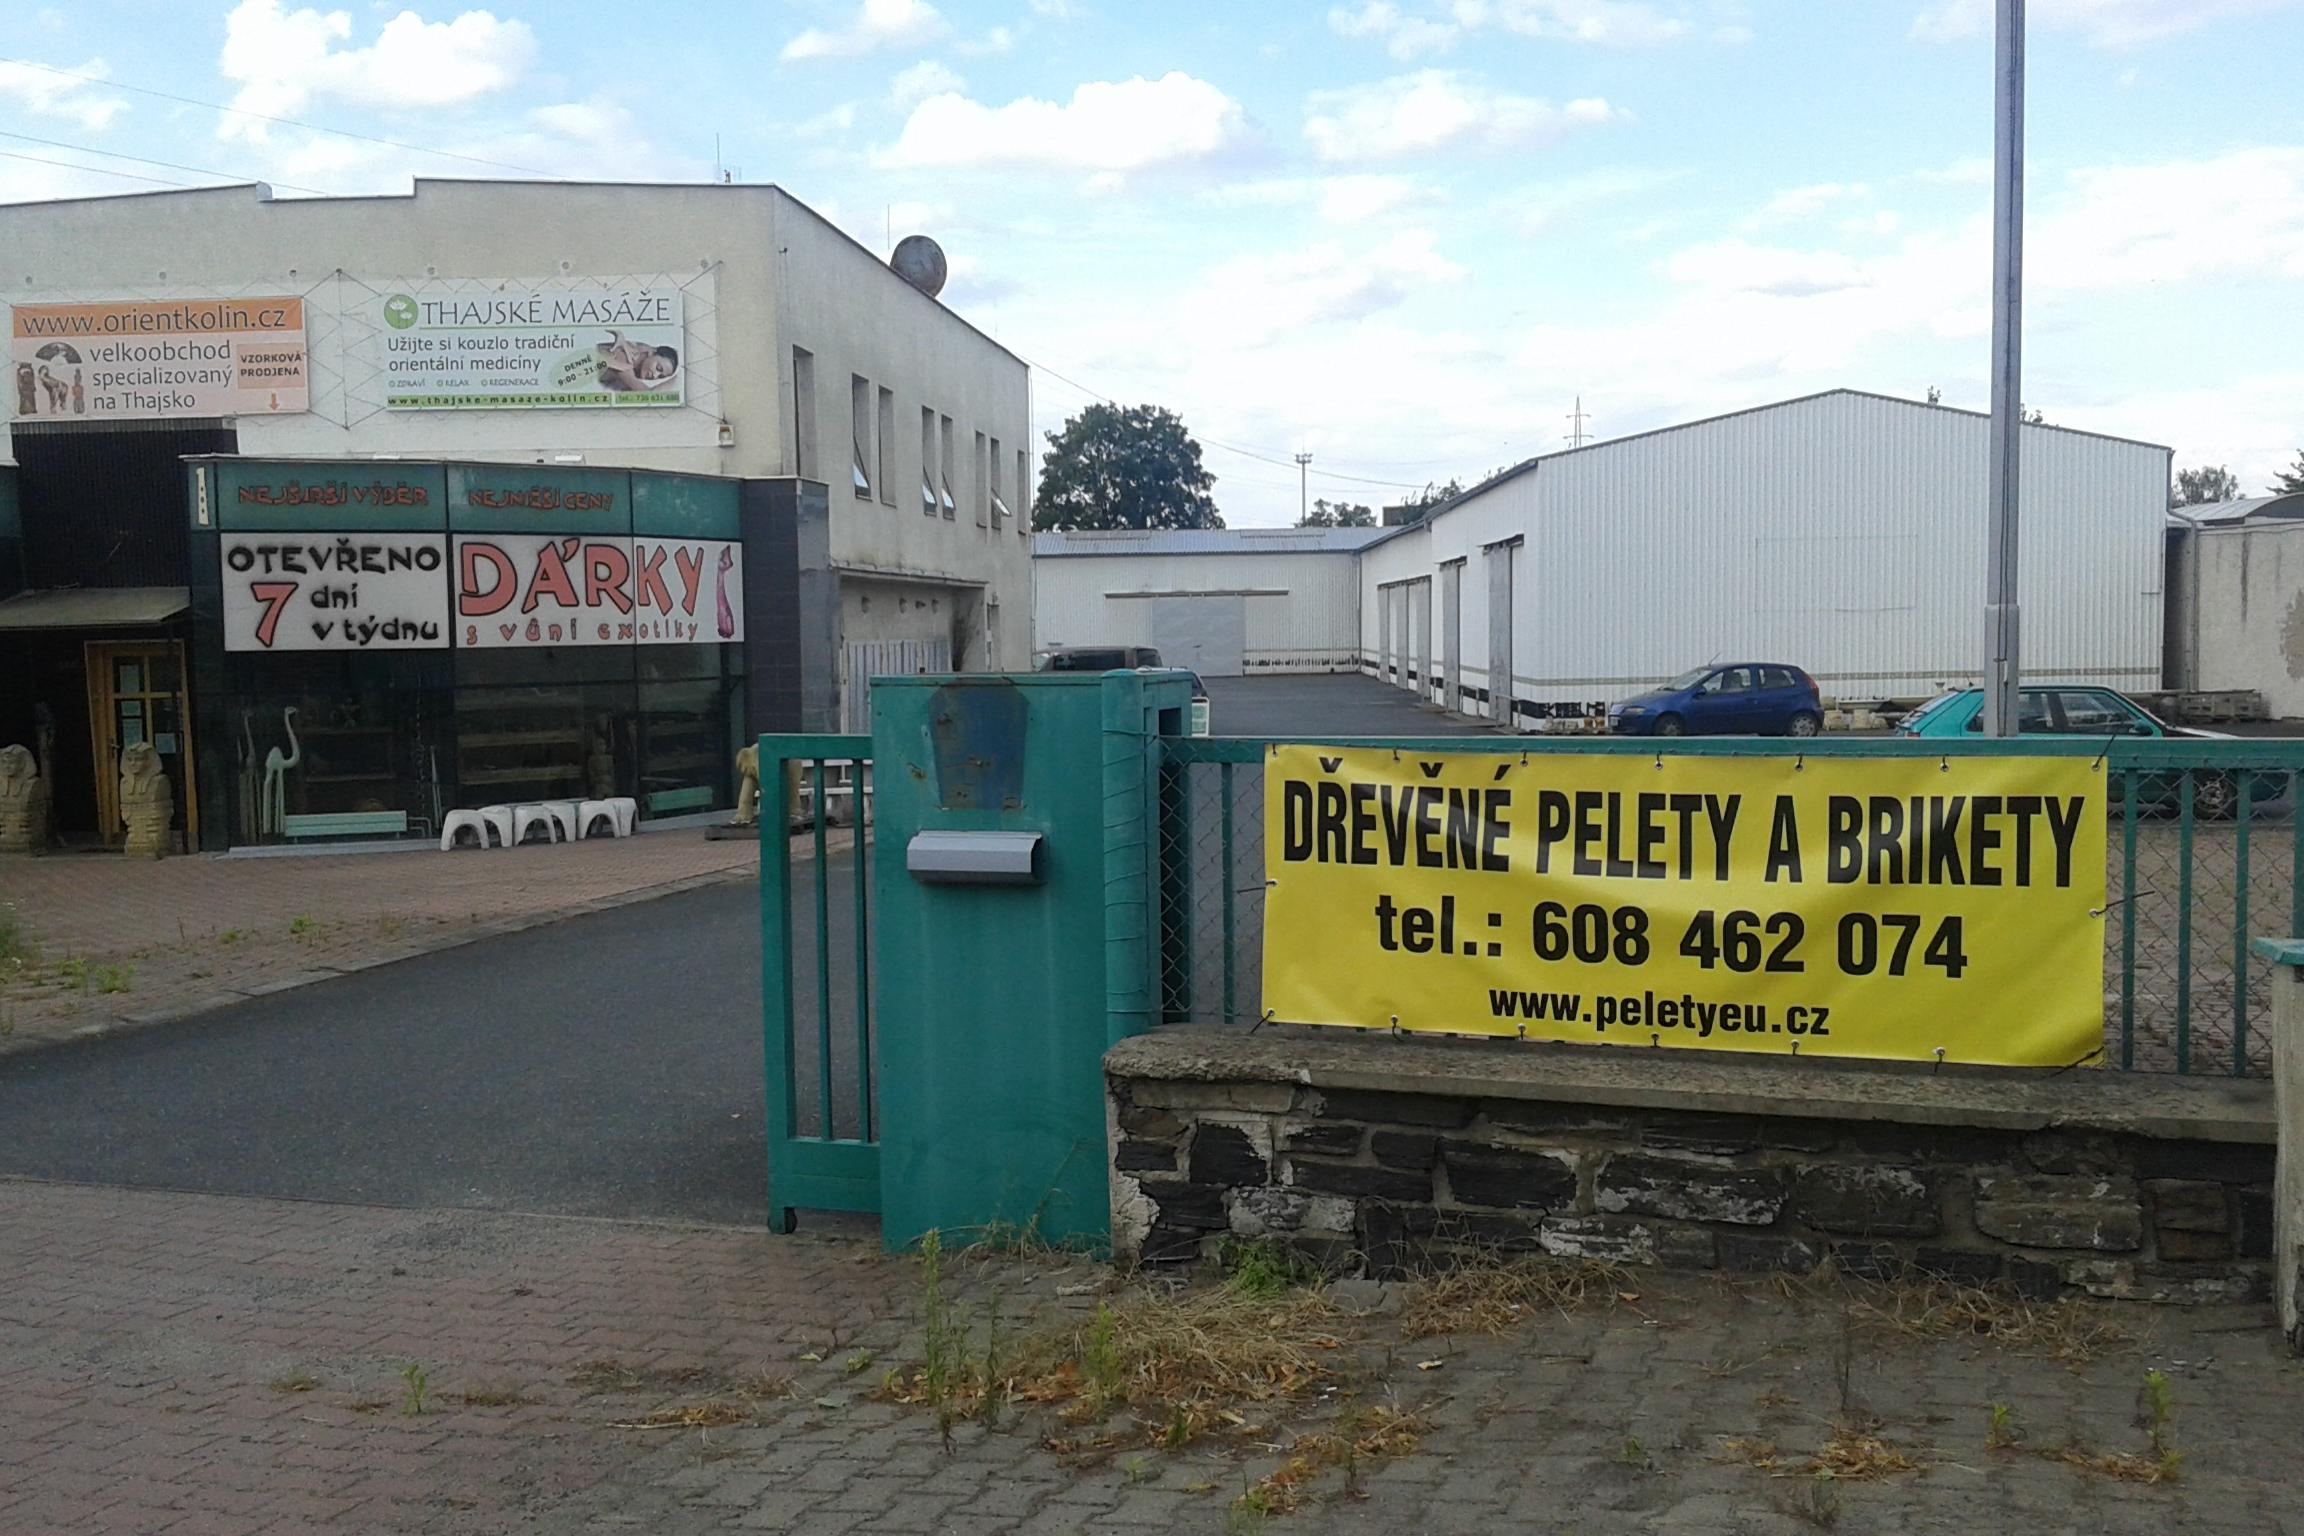 www.orientkolin.cz
velkoobchod
specializovaný
na Thajsko
VZORKOVÁ
PRODJENA
THAJSKÉ MASÁŽE
Užijte si kouzlo tradiční
orientální medicíny
DENNĚ
9:00 - 21:00
ZDRAVÍ RELAX REGENERACE
www.thajske-masaze-kolin.cz
NEJŠIRŠÍ VÝBĚR
NEJNIŽŠÍ CENY
OTEVŘENO
7 dní
v týdnu
DÁRKY
s vůní exotiky
DŘEVĚNÉ PELETY A BRIKETY
tel.: 608 462 074
www.peletyeu.cz